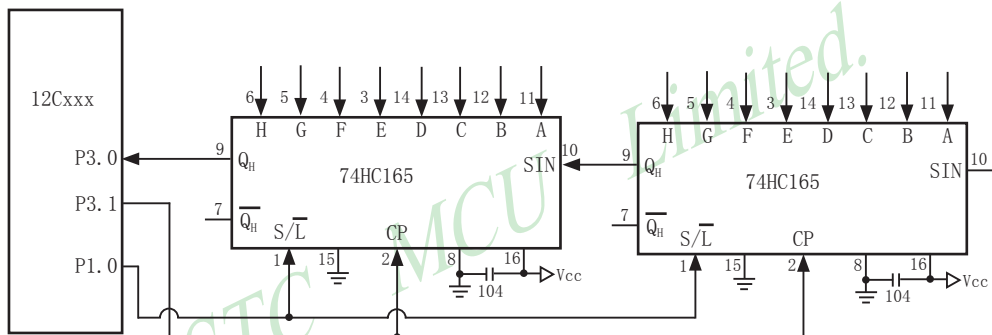 12Cxxx
P3.0
P3.1
P1.0
6 5 4 3 14 13 12 11
H G F E D C B A
9 QH
74HC165
SIN 10
7 QH
S/L
CP
1 15 2 8 16
104
Vcc
6 5 4 3 14 13 12 11
H G F E D C B A
9 QH
74HC165
SIN 10
7 QH
S/L
CP
1 15 2 8 16
104
Vcc
STC MCU Limited.